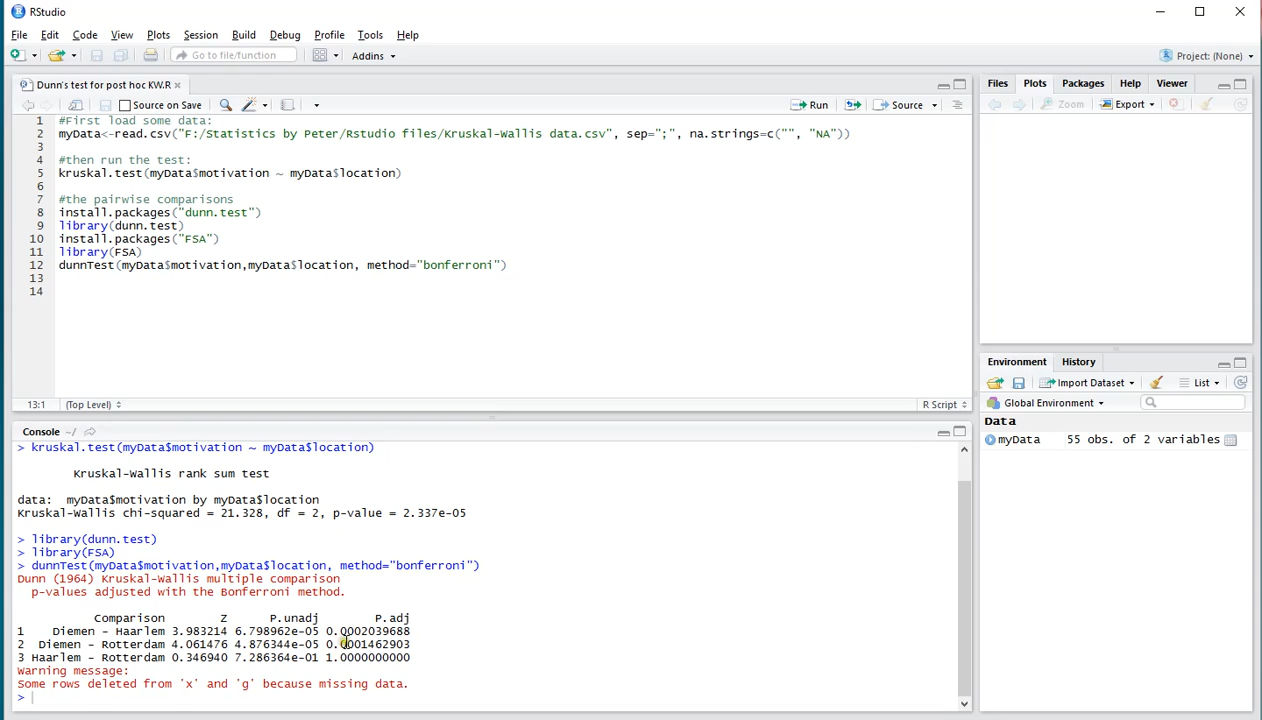 RStudio
File Edit Code View Plots Session Build Debug Profile Tools Help
Go to file/function Addins Project: (None)
Dunn's test for post hoc KW.R
Files Plots Packages Help Viewer
Source on Save Run Source
Zoom Export
1 #First load some data:
2 myData<-read.csv("F:/Statistics by Peter/Rstudio files/Kruskal-Wallis data.csv", sep=";", na.strings=c("", "NA"))
3
4 #then run the test:
5 kruskal.test(myData$motivation ~ myData$location)
6
7 #the pairwise comparisons
8 install.packages("dunn.test")
9 library(dunn.test)
10 install.packages("FSA")
11 library(FSA)
12 dunnTest(myData$motivation,myData$location, method="bonferroni")
13
14
13:1 (Top Level) R Script
Environment History
Import Dataset List
Global Environment
Data
myData 55 obs. of 2 variables
Console ~/
> kruskal.test(myData$motivation ~ myData$location)
Kruskal-Wallis rank sum test
data: myData$motivation by myData$location
Kruskal-Wallis chi-squared = 21.328, df = 2, p-value = 2.337e-05
> library(dunn.test)
> library(FSA)
> dunnTest(myData$motivation,myData$location, method="bonferroni")
Dunn (1964) Kruskal-Wallis multiple comparison
p-values adjusted with the Bonferroni method.
Comparison Z P.unadj P.adj
1 Diemen - Haarlem 3.983214 6.798962e-05 0.0002039688
2 Diemen - Rotterdam 4.061476 4.876344e-05 0.0001462903
3 Haarlem - Rotterdam 0.346940 7.286364e-01 1.0000000000
Warning message:
Some rows deleted from 'x' and 'g' because missing data.
>